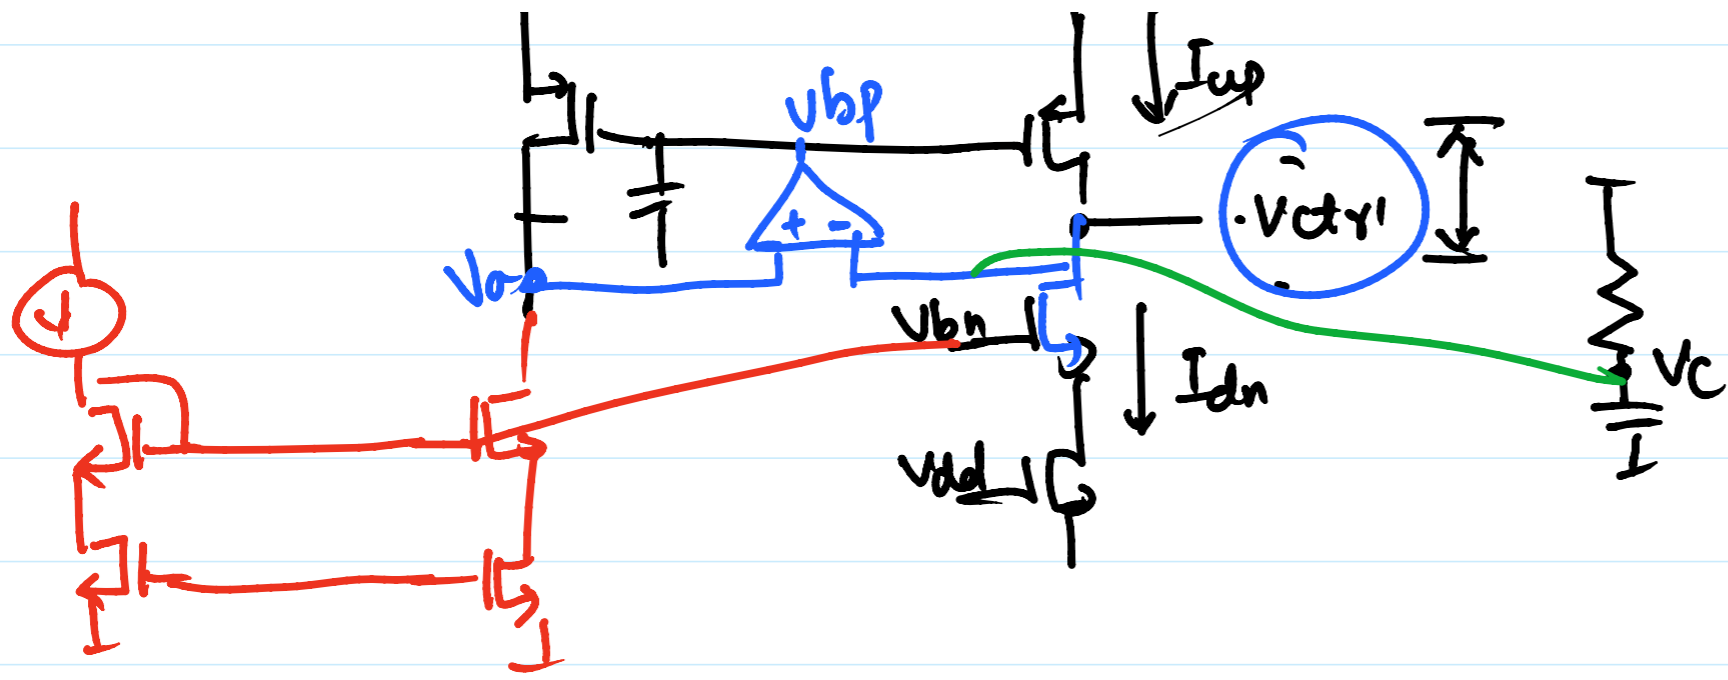 Vbp
Iup
+ -
-
Vctrl
-
Vo
Vbn
Idn
Vc
Vdd